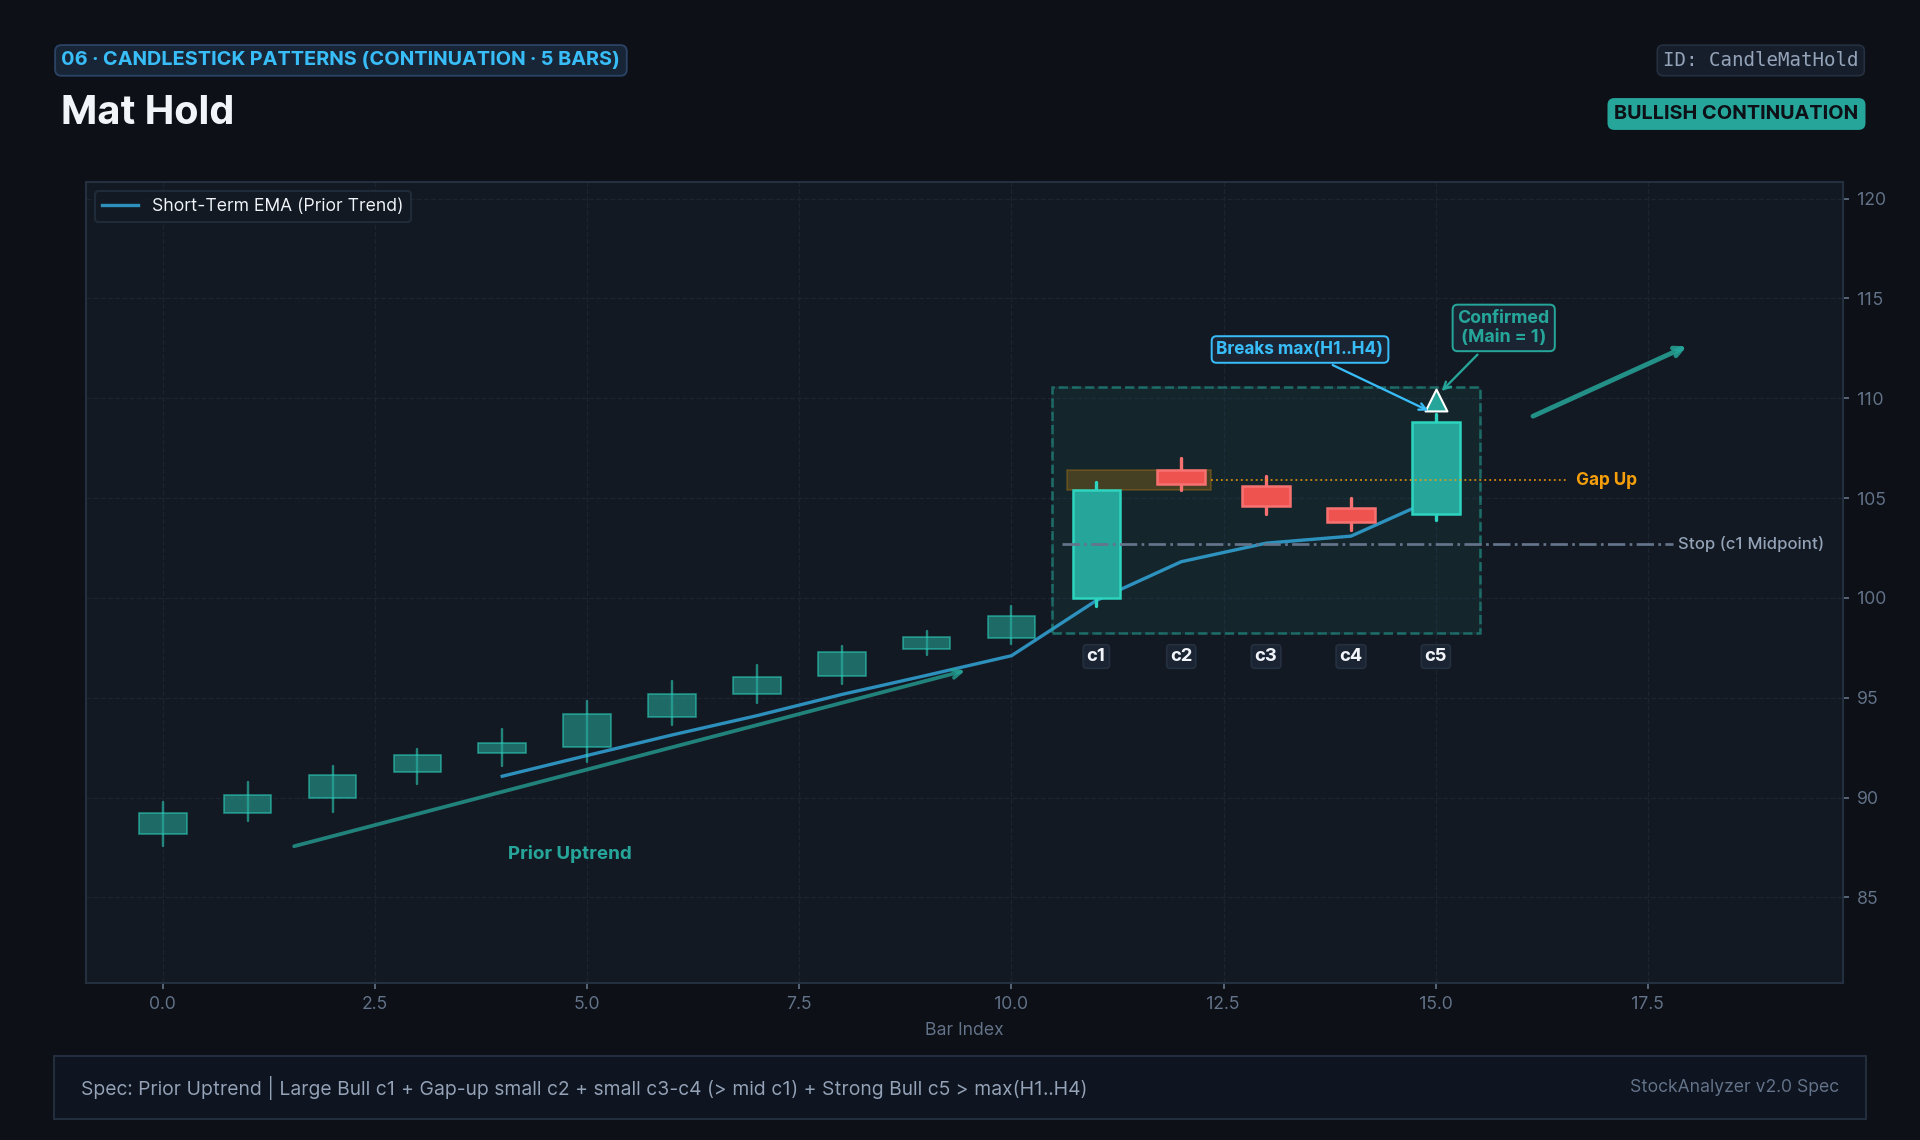 06 · CANDLESTICK PATTERNS (CONTINUATION · 5 BARS)
ID: CandleMatHold
Mat Hold
BULLISH CONTINUATION
Short-Term EMA (Prior Trend)
120
115
110
105
100
95
90
85
Confirmed
(Main = 1)
Breaks max(H1..H4)
Gap Up
Stop (c1 Midpoint)
c1 c2 c3 c4 c5
Prior Uptrend
0.0 2.5 5.0 7.5 10.0 12.5 15.0 17.5
Bar Index
Spec: Prior Uptrend | Large Bull c1 + Gap-up small c2 + small c3-c4 (> mid c1) + Strong Bull c5 > max(H1..H4)
StockAnalyzer v2.0 Spec